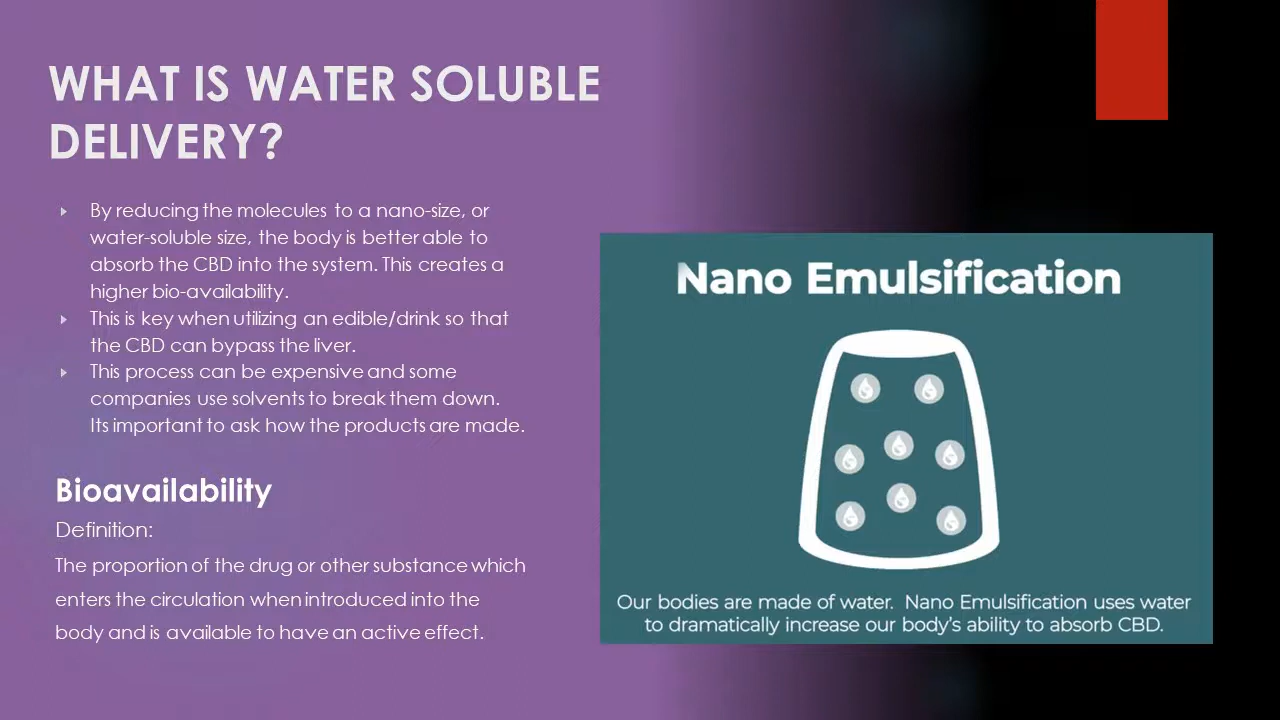 WHAT IS WATER SOLUBLE
DELIVERY?
By reducing the molecules to a nano-size, or
water-soluble size, the body is better able to
absorb the CBD into the system. This creates a
higher bio-availability.
This is key when utilizing an edible/drink so that
the CBD can bypass the liver.
This process can be expensive and some
companies use solvents to break them down.
Its important to ask how the products are made.
Bioavailability
Definition:
The proportion of the drug or other substance which
enters the circulation when introduced into the
body and is available to have an active effect.
Nano Emulsification
Our bodies are made of water. Nano Emulsification uses water
to dramatically increase our body's ability to absorb CBD.